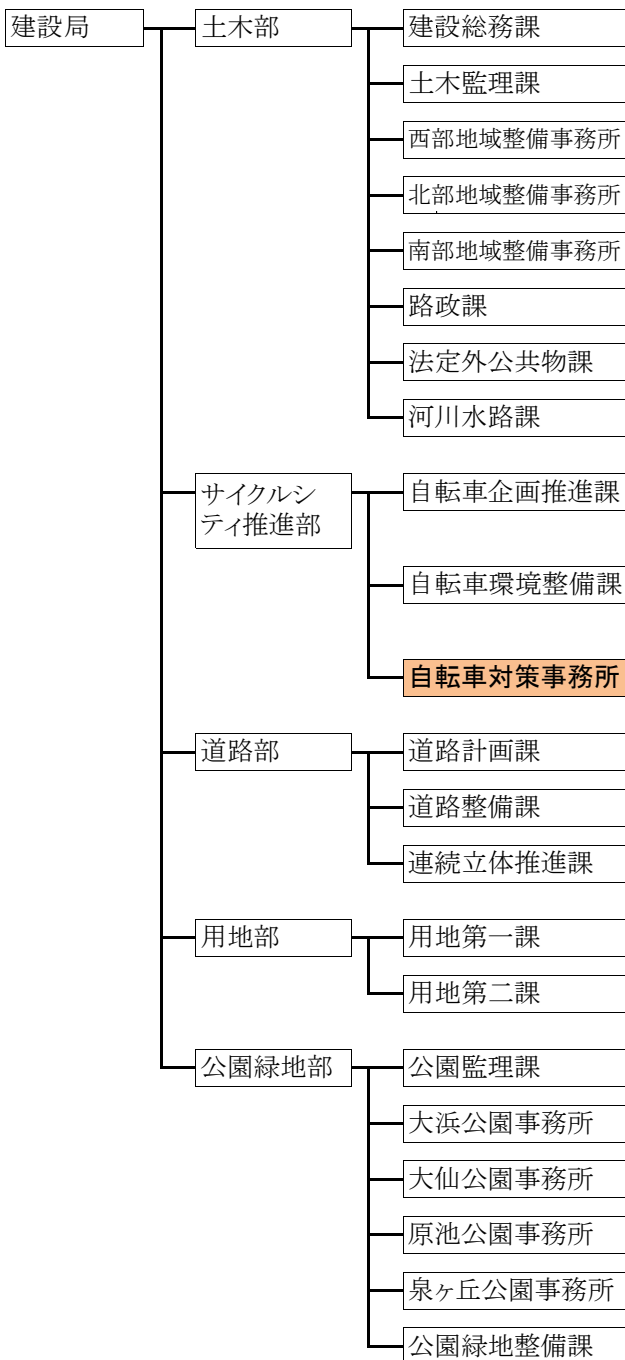 建設局
土木部
建設総務課
土木監理課
西部地域整備事務所
北部地域整備事務所
南部地域整備事務所
路政課
法定外公共物課
河川水路課
サイクルシ
ティ推進部
自転車企画推進課
自転車環境整備課
自転車対策事務所
道路部
道路計画課
道路整備課
連続立体推進課
用地部
用地第一課
用地第二課
公園緑地部
公園監理課
大浜公園事務所
大仙公園事務所
原池公園事務所
泉ヶ丘公園事務所
公園緑地整備課